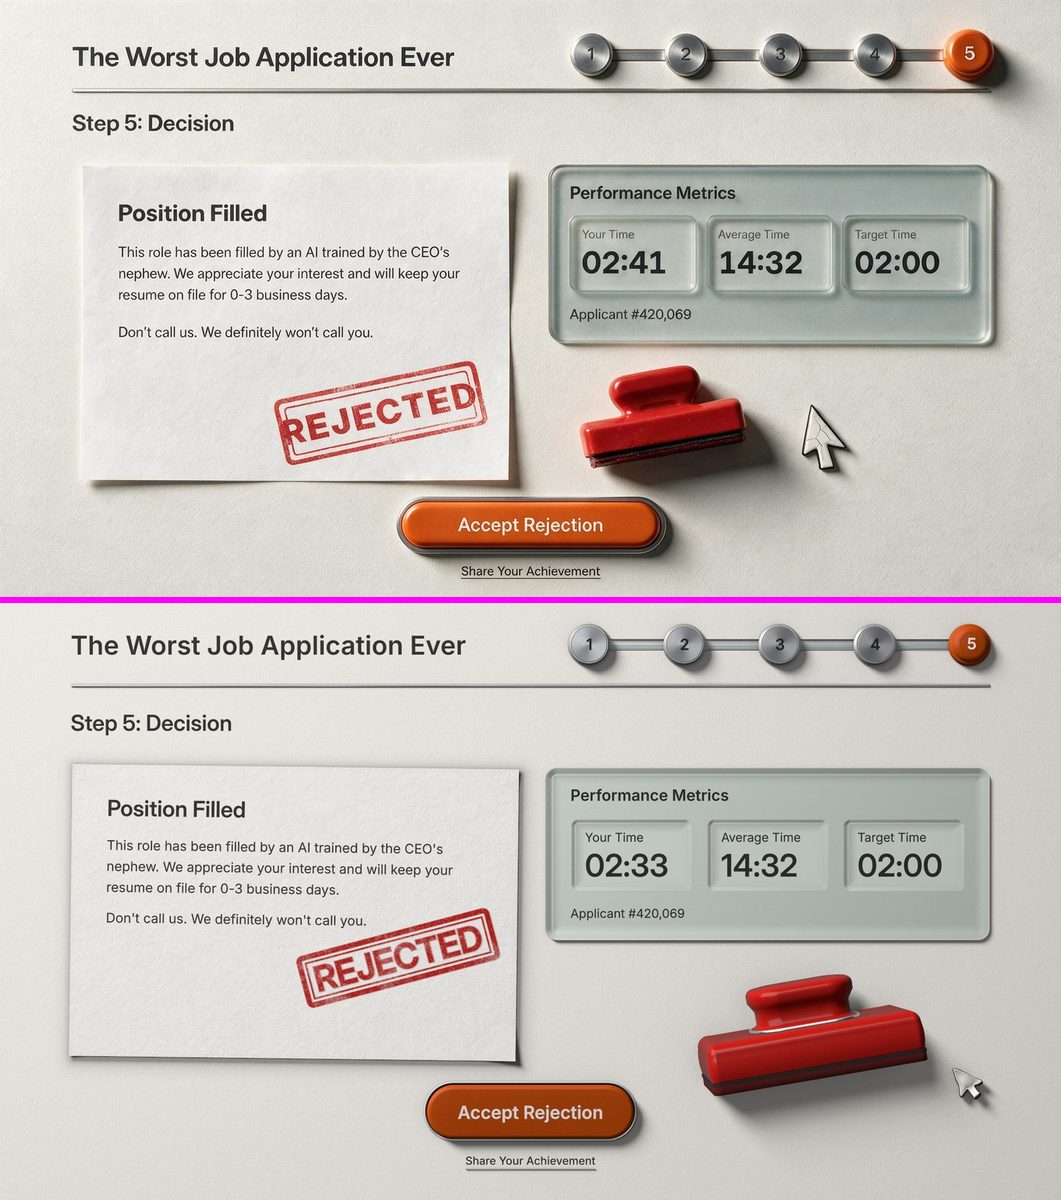 The Worst Job Application Ever
1 2 3 4 5
Step 5: Decision
Position Filled
This role has been filled by an AI trained by the CEO's
nephew. We appreciate your interest and will keep your
resume on file for 0-3 business days.
Don't call us. We definitely won't call you.
REJECTED
Performance Metrics
Your Time Average Time Target Time
02:41 14:32 02:00
Applicant #420,069
Accept Rejection
Share Your Achievement
The Worst Job Application Ever
1 2 3 4 5
Step 5: Decision
Position Filled
This role has been filled by an AI trained by the CEO's
nephew. We appreciate your interest and will keep your
resume on file for 0-3 business days.
Don't call us. We definitely won't call you.
REJECTED
Performance Metrics
Your Time Average Time Target Time
02:33 14:32 02:00
Applicant #420,069
Accept Rejection
Share Your Achievement